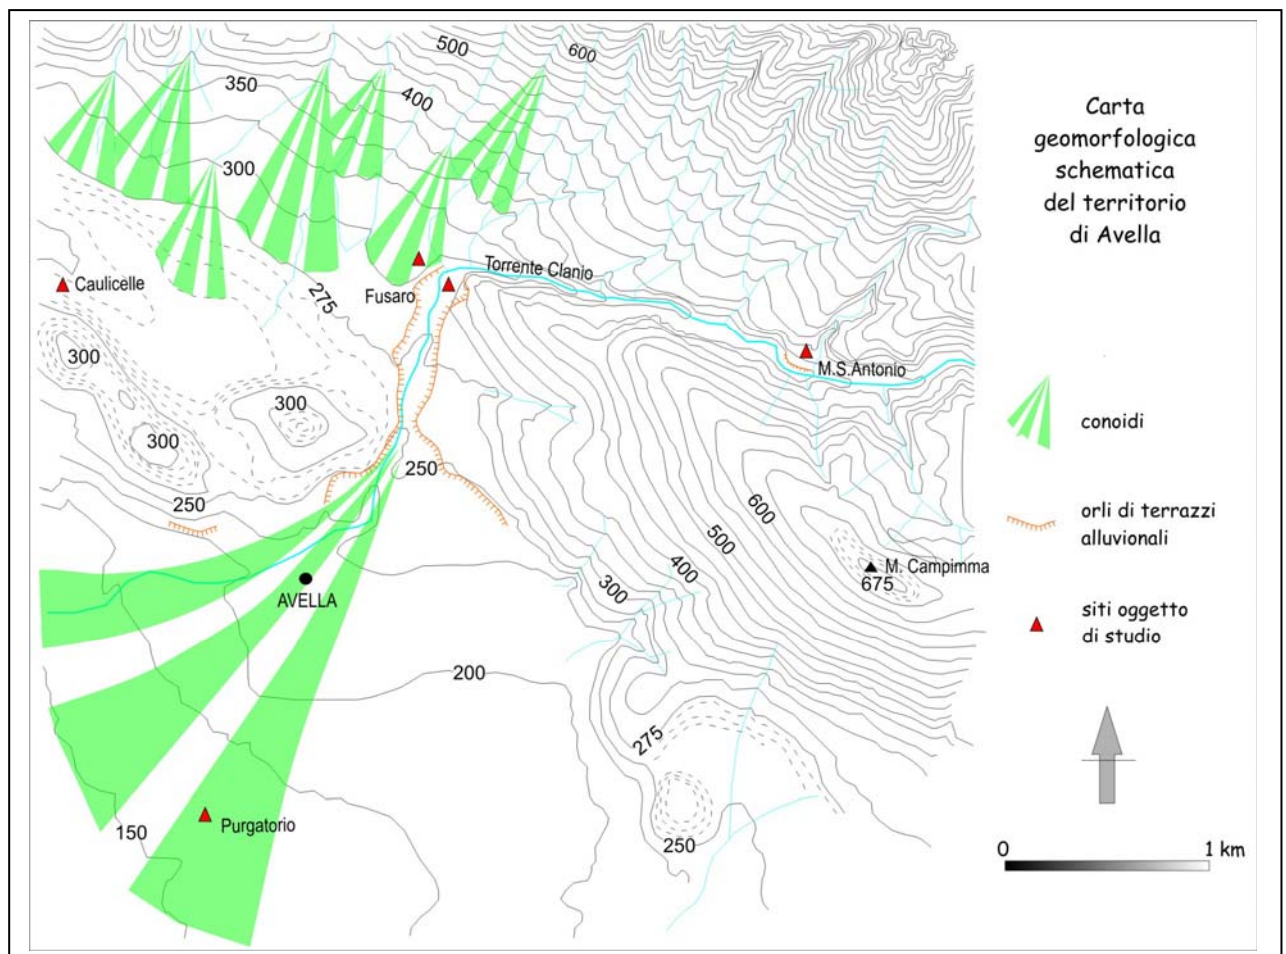 500
600
350
400
300
Carta
geomorfologica
schematica
del territorio
di Avella
Torrente Clanio
Caulicelle
275
Fusaro
300
M.S.Antonio
300
300
conoidi
250
250
600
orli di terrazzi
alluvionali
500
400
M. Campimma
675
300
AVELLA
siti oggetto
di studio
200
275
Purgatorio
150
250
0 1 km